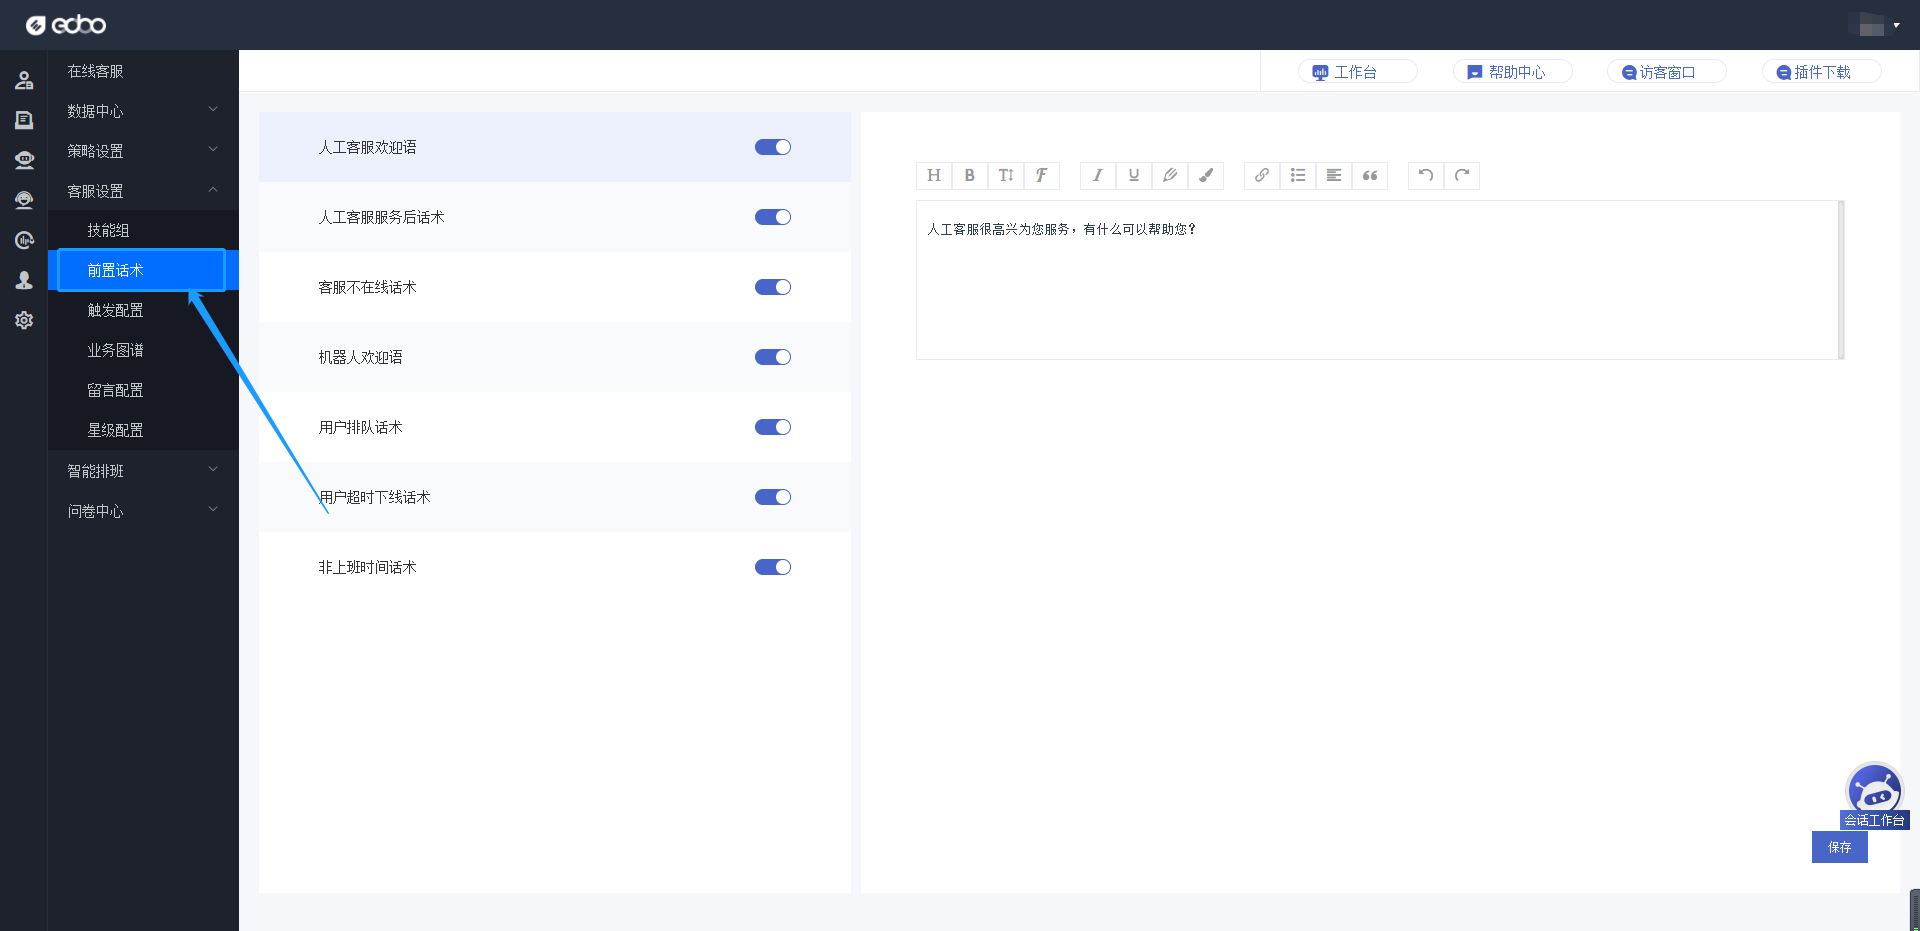 ecbo
工作台
帮助中心
访客窗口
插件下载
在线客服
数据中心
策略设置
客服设置
技能组
前置话术
触发配置
业务图谱
留言配置
星级配置
智能排班
问卷中心
人工客服欢迎语
人工客服服务后话术
客服不在线话术
机器人欢迎语
用户排队话术
用户超时下线话术
非上班时间话术
H B T F I U
人工客服很高兴为您服务，有什么可以帮助您?
会话工作台
保存